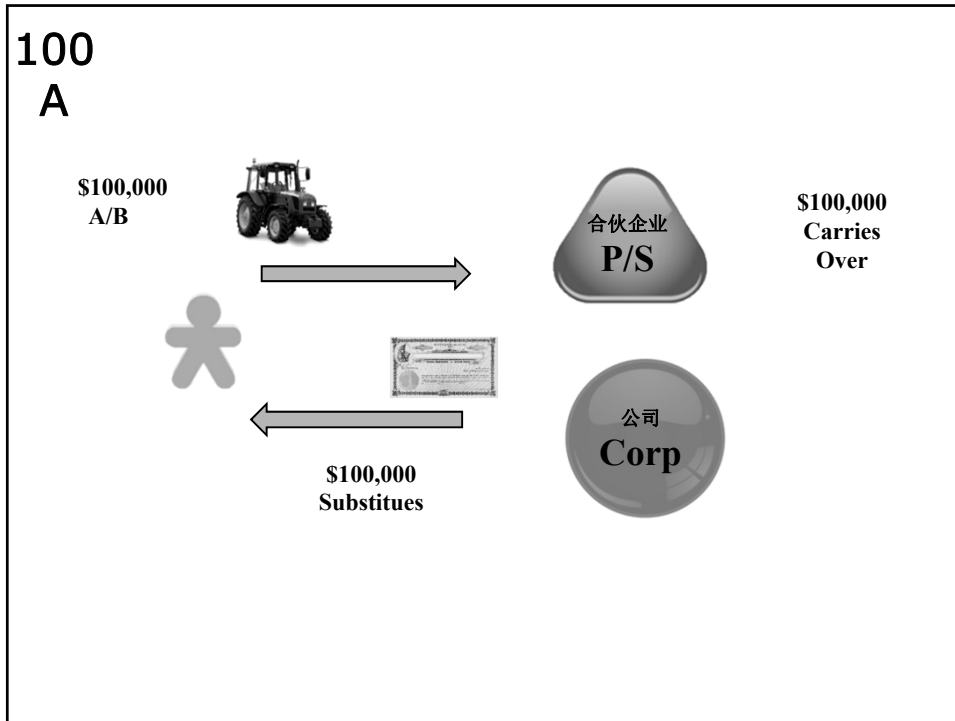 100
A
$100,000
A/B
合伙企业
P/S
$100,000
Carries
Over
公司
Corp
$100,000
Substitues